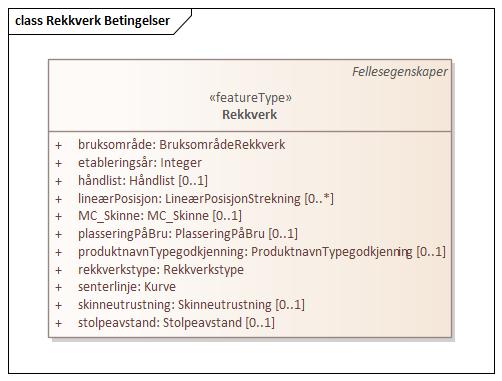 class Rekkverk Betingelser
Fellesegenskaper
«featureType»
Rekkverk
+ bruksområde: BruksområdeRekkverk
+ etableringsår: Integer
+ håndlist: Håndlist [0..1]
+ lineærPosisjon: LineærPosisjonStrekning [0..*]
+ MC_Skinne: MC_Skinne [0..1]
+ plasseringPåBru: PlasseringPåBru [0..1]
+ produktnavnTypegodkjenning: ProduktnavnTypegodkjenning [0..1]
+ rekkverkstype: Rekkverkstype
+ senterlinje: Kurve
+ skinneutrustning: Skinneutrustning [0..1]
+ stolpeavstand: Stolpeavstand [0..1]